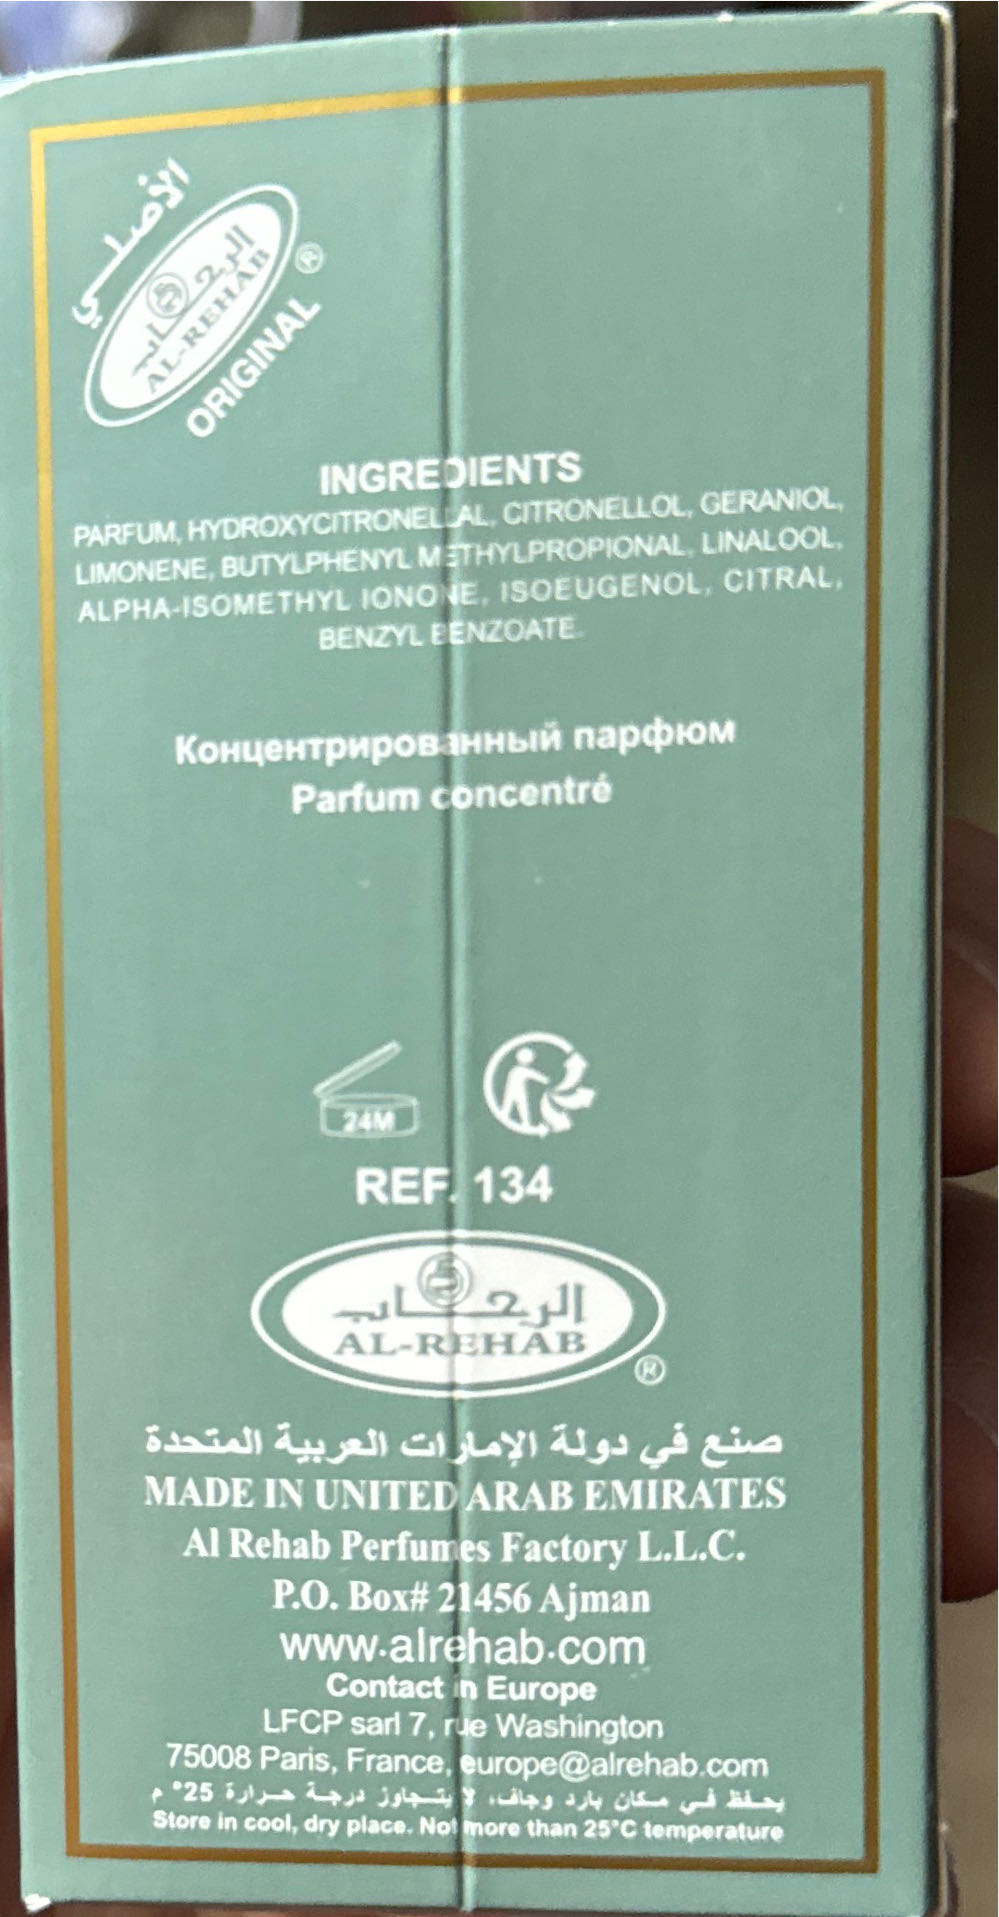 الأصلي
الرحاب
AL-REHAB
®
ORIGINAL
INGREDIENTS
PARFUM, HYDROXYCITRONELLAL, CITRONELLOL, GERANIOL,
LIMONENE, BUTYLPHENYL METHYLPROPIONAL, LINALOOL,
ALPHA-ISOMETHYL IONONE, ISOEUGENOL, CITRAL,
BENZYL BENZOATE.
Концентрированный парфюм
Parfum concentré
24M
REF. 134
الرحاب
AL-REHAB
®
صنع في دولة الإمارات العربية المتحدة
MADE IN UNITED ARAB EMIRATES
Al Rehab Perfumes Factory L.L.C.
P.O. Box# 21456 Ajman
www.alrehab.com
Contact in Europe
LFCP sarl 7, rue Washington
75008 Paris, France, europe@alrehab.com
يحفظ في مكان بارد وجاف، لا يتجاوز درجة حرارة 25° م
Store in cool, dry place. Not more than 25°C temperature